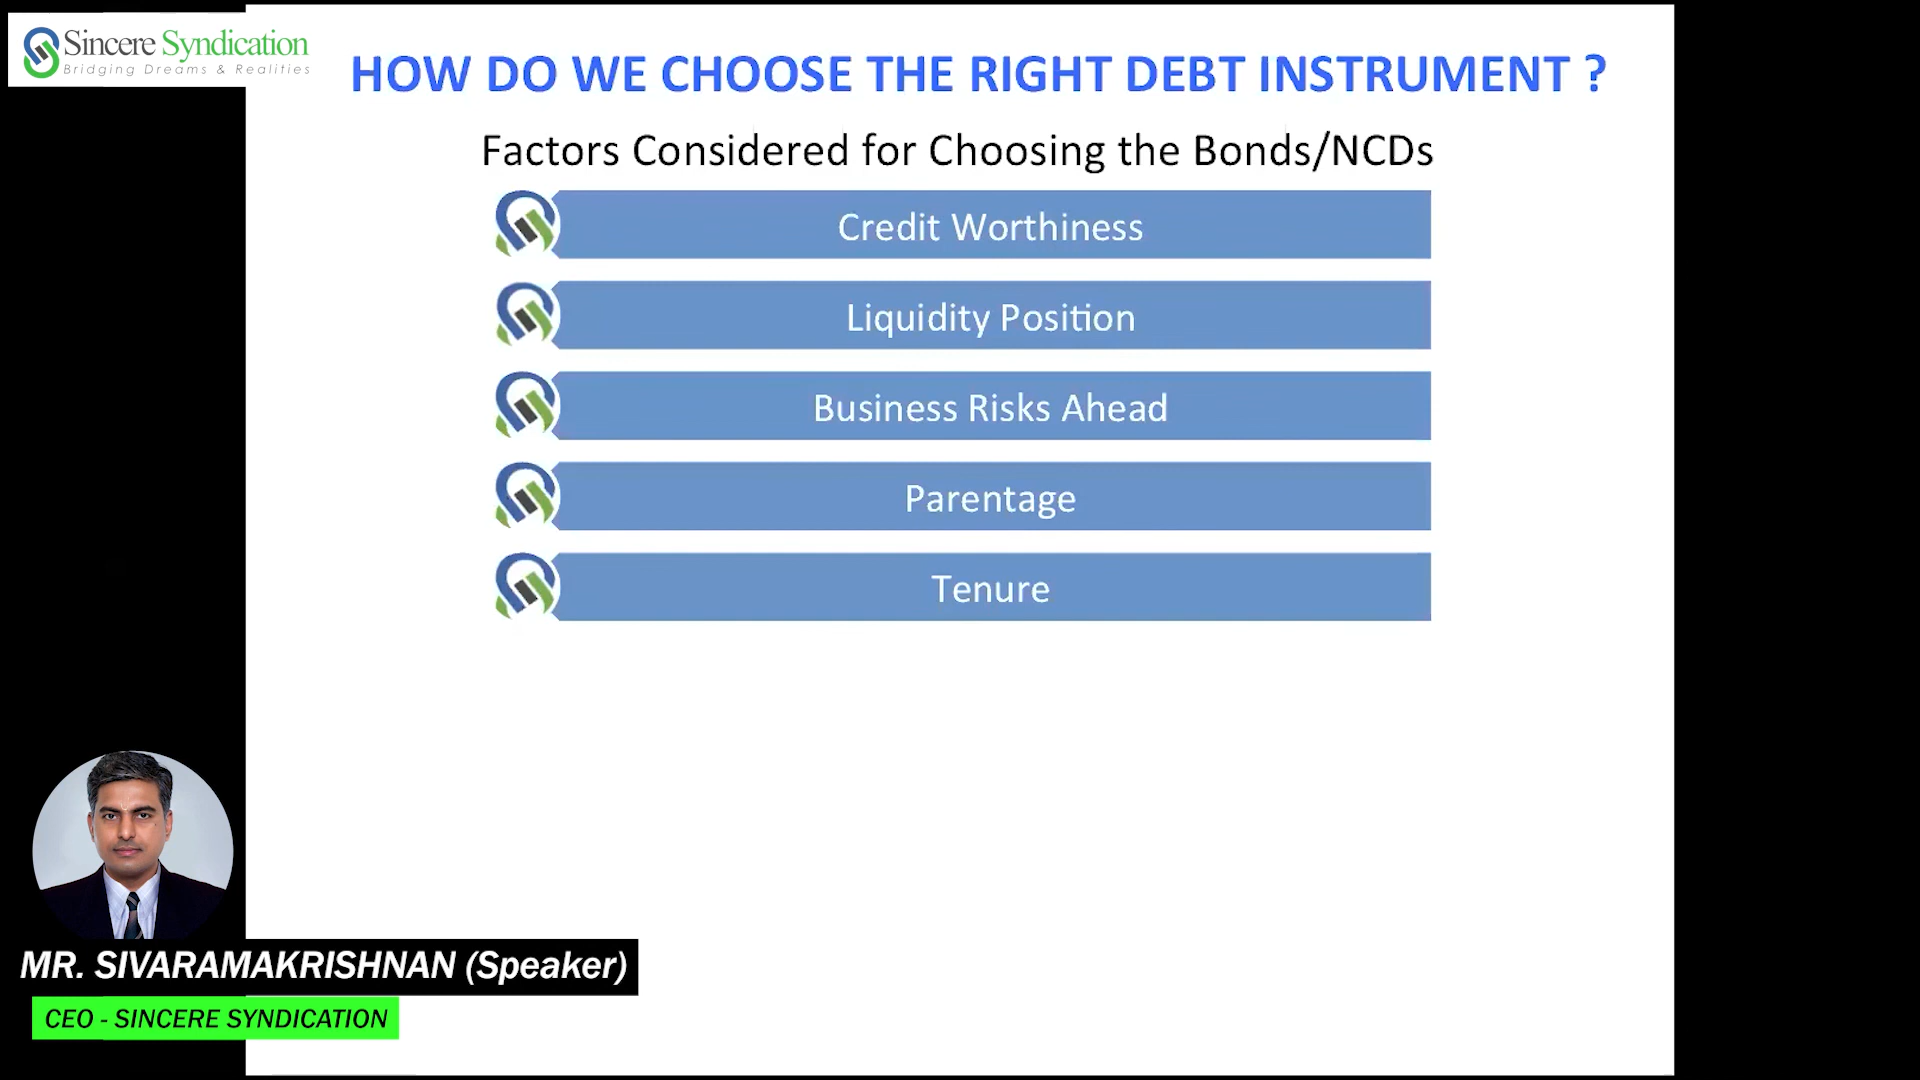 Sincere Syndication
Bridging Dreams & Realities
HOW DO WE CHOOSE THE RIGHT DEBT INSTRUMENT ?
Factors Considered for Choosing the Bonds/NCDs
Credit Worthiness
Liquidity Position
Business Risks Ahead
Parentage
Tenure
MR. SIVARAMAKRISHNAN (Speaker)
CEO - SINCERE SYNDICATION